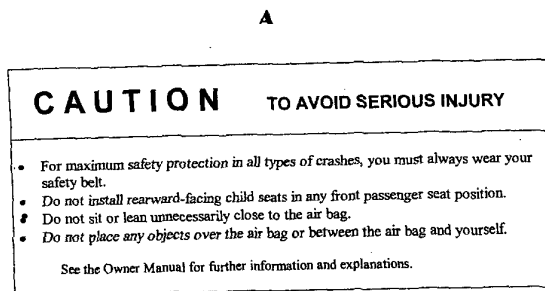 A
CAUTION TO AVOID SERIOUS INJURY
• For maximum safety protection in all types of crashes, you must always wear your
safety belt.
• Do not install rearward-facing child seats in any front passenger seat position.
• Do not sit or lean unnecessarily close to the air bag.
• Do not place any objects over the air bag or between the air bag and yourself.
See the Owner Manual for further information and explanations.